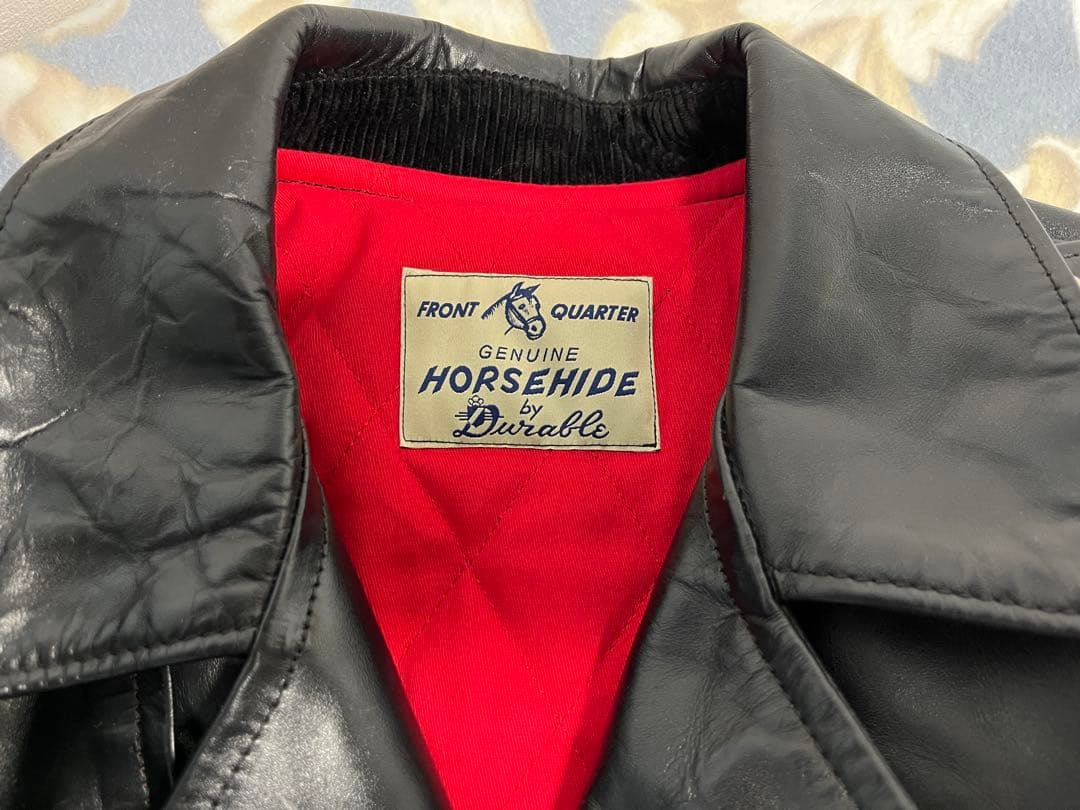 FRONT QUARTER
GENUINE
HORSEHIDE
by
Durable